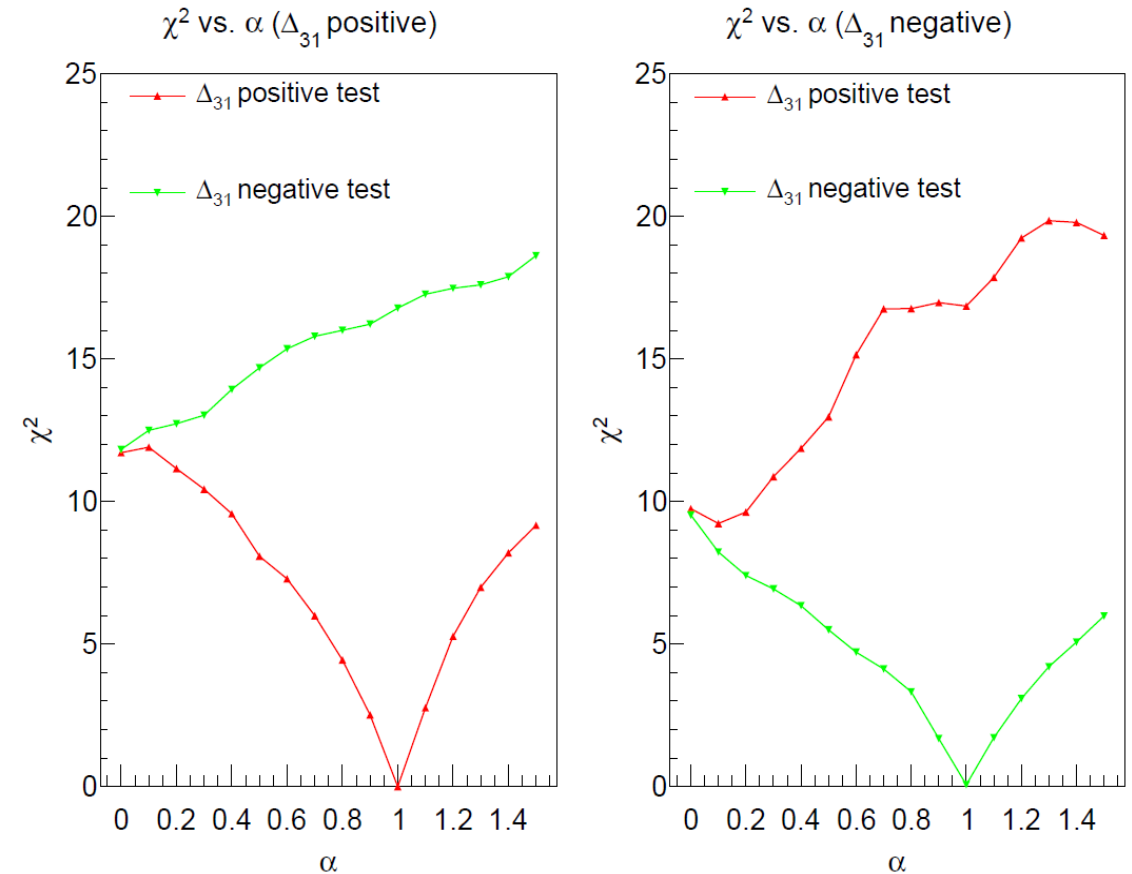 χ² vs. α (Δ₃₁ positive)
25
20
15
10
5
0
Δ₃₁ positive test
Δ₃₁ negative test
χ²
0 0.2 0.4 0.6 0.8 1 1.2 1.4
α
χ² vs. α (Δ₃₁ negative)
25
20
15
10
5
0
Δ₃₁ positive test
Δ₃₁ negative test
χ²
0 0.2 0.4 0.6 0.8 1 1.2 1.4
α